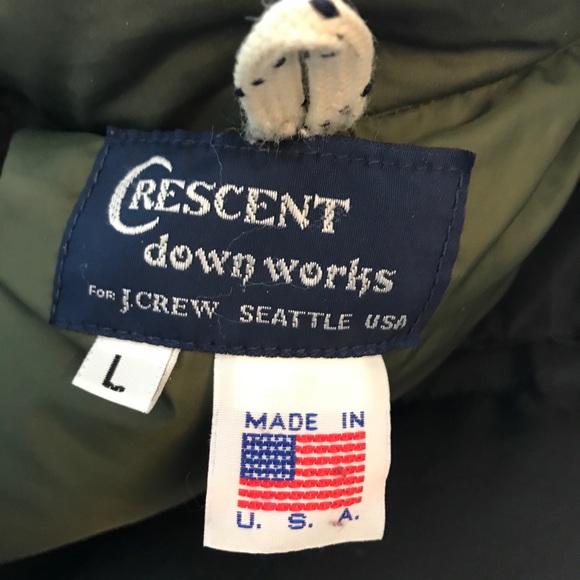 CRESCENT
down works
FOR J.CREW SEATTLE USA
L
MADE IN
U. S. A.